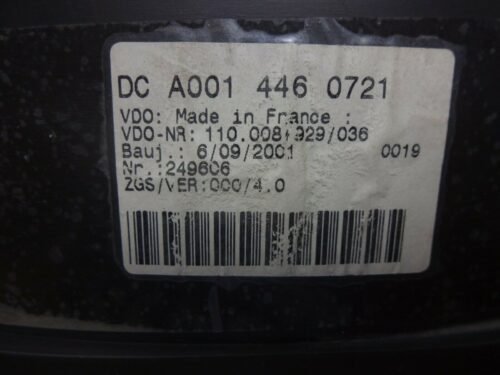 DC A001 446 0721
VDO: Made in France :
VDO-NR: 110.008/929/036
Bauj.: 6/09/2001 0019
Nr.:249606
ZGS/VER:000/4.0